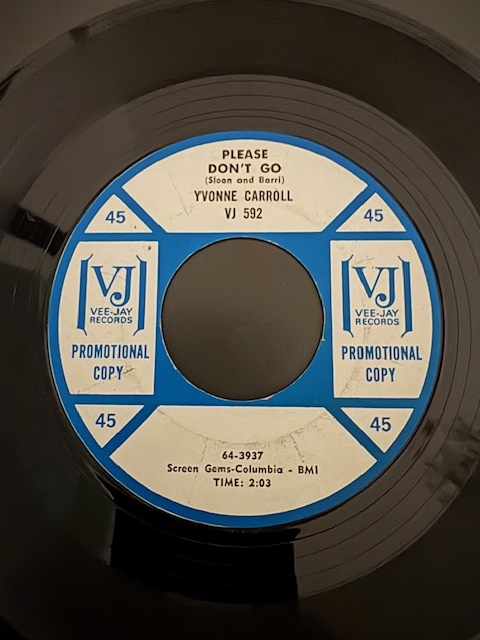 PLEASE
DON'T GO
(Sloan and Barri)
YVONNE CARROLL
VJ 592
45
45
VJ
VEE-JAY
RECORDS
PROMOTIONAL
COPY
VJ
VEE-JAY
RECORDS
PROMOTIONAL
COPY
45
45
64-3937
Screen Gems-Columbia - BMI
TIME: 2:03